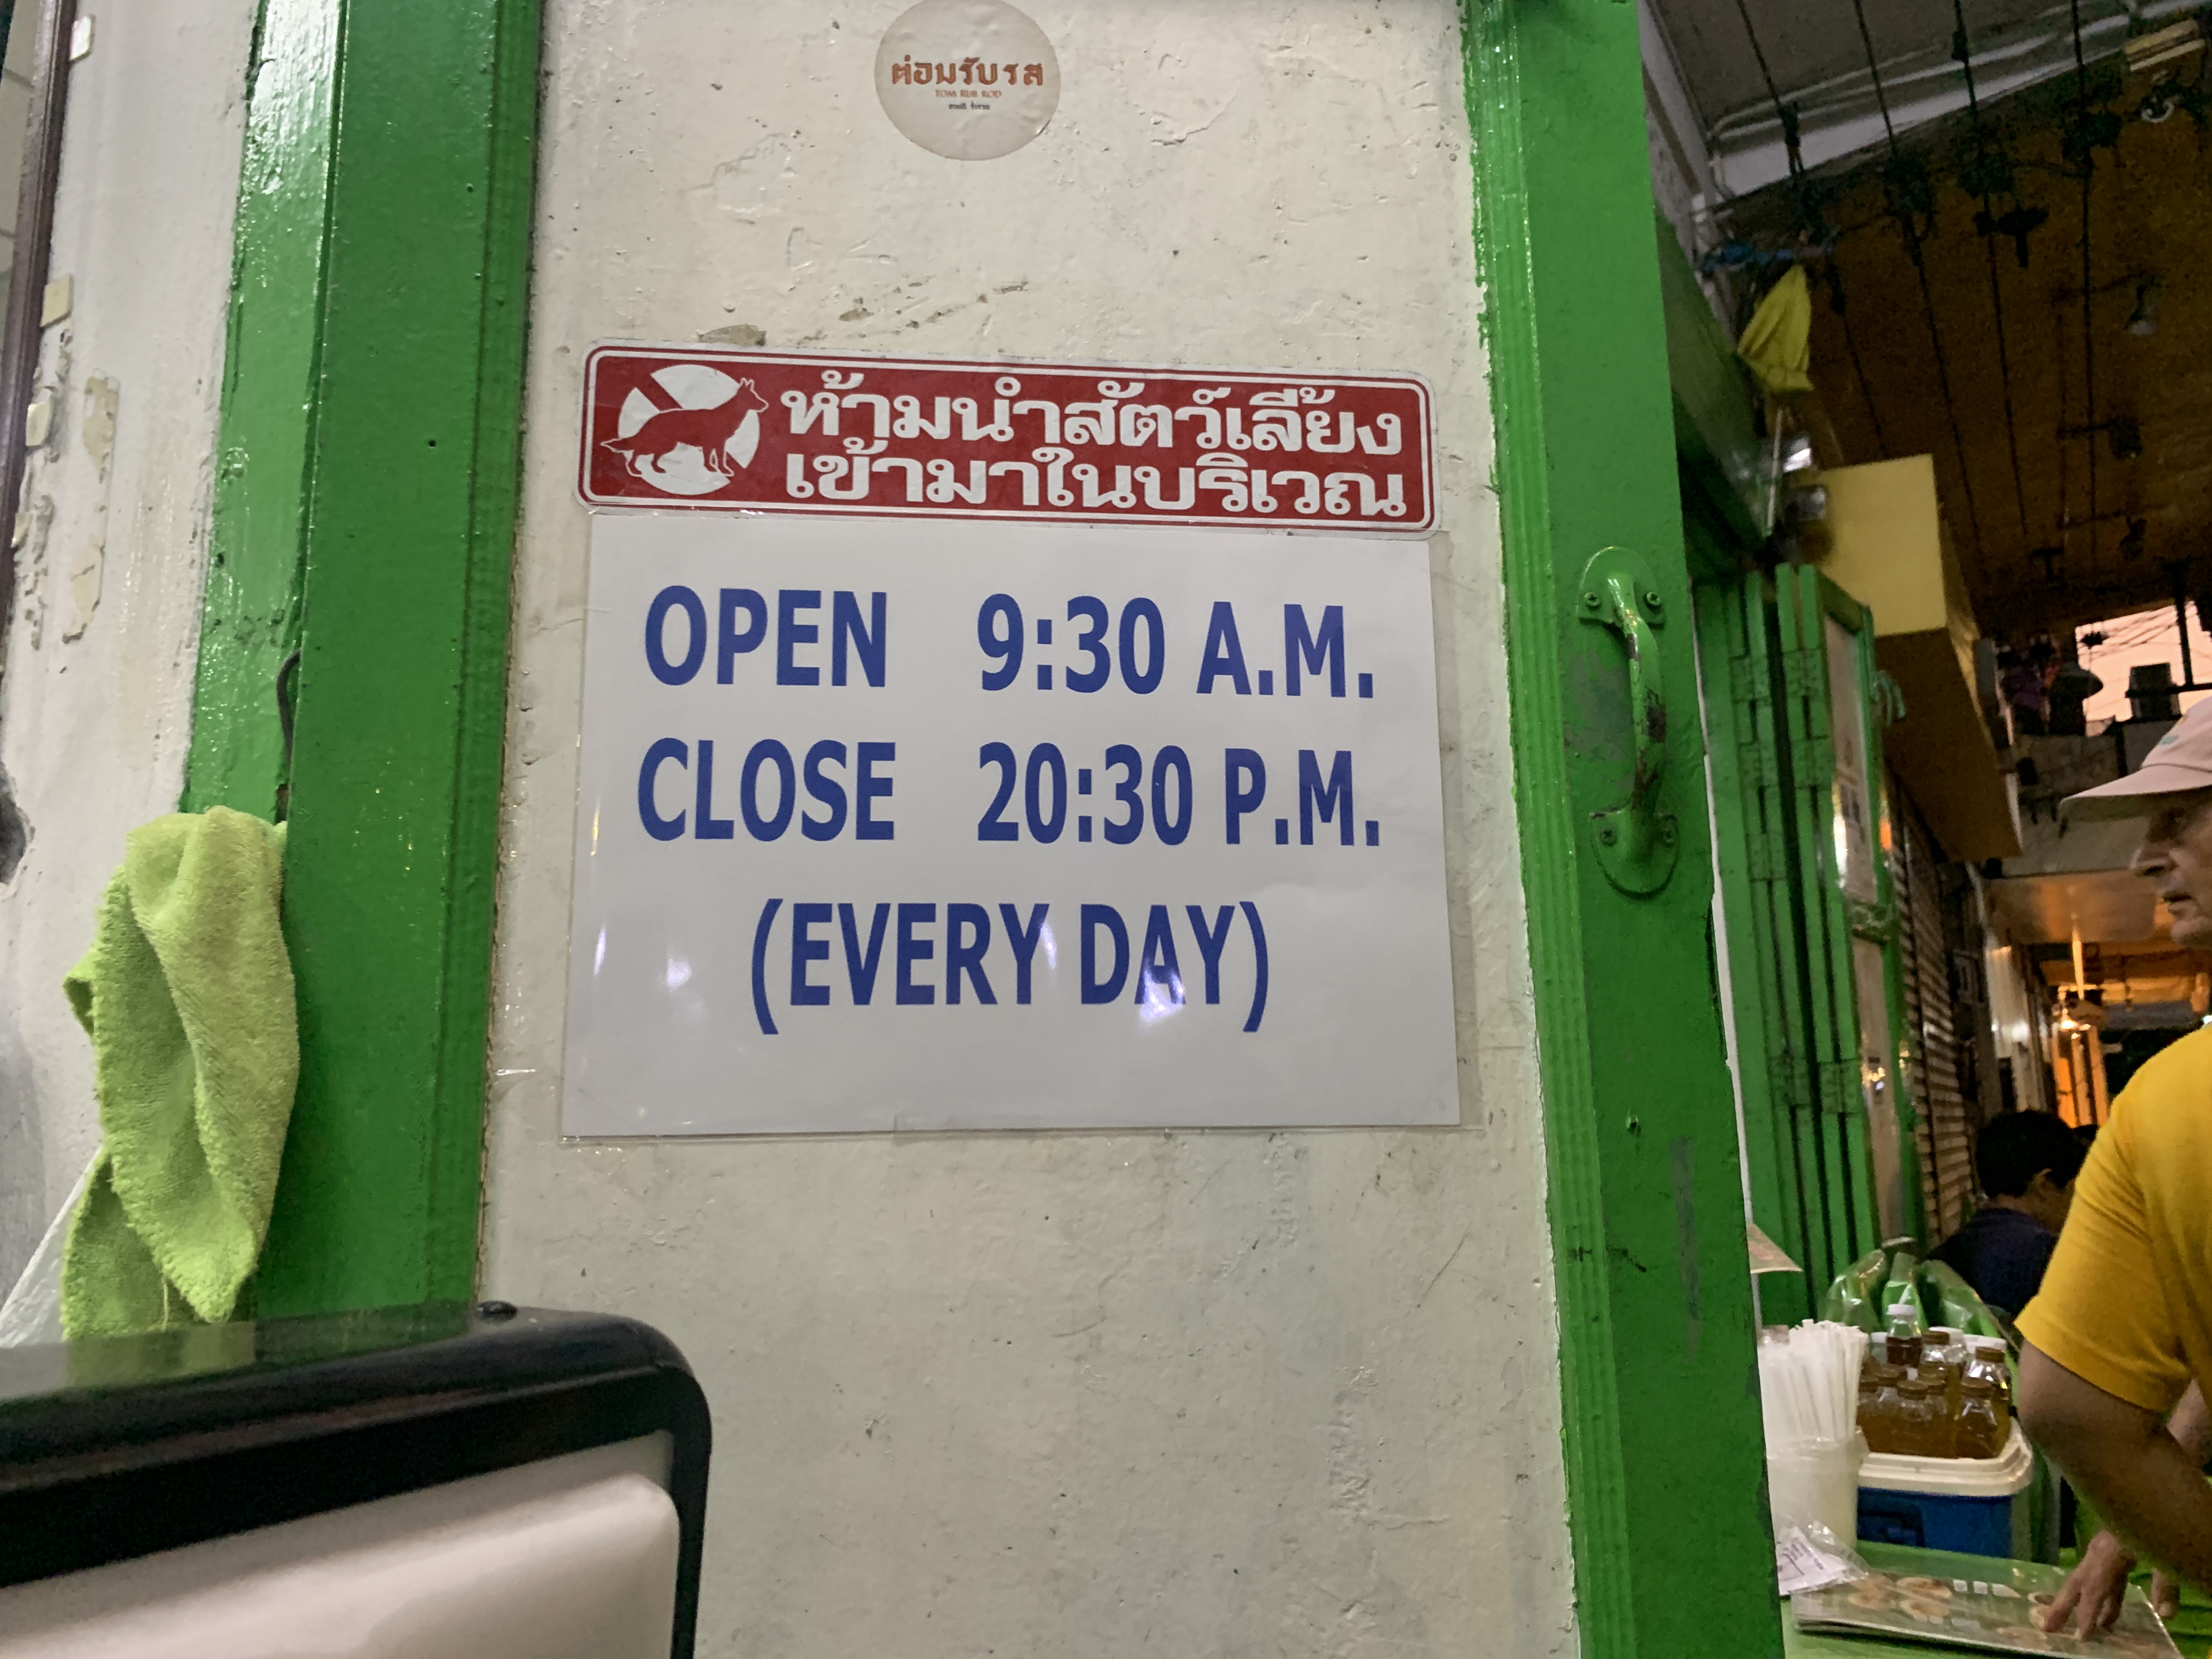 ต่อมรับรส
TOM RUB ROD
ห้ามนำสัตว์เลี้ยง
เข้ามาในบริเวณ
OPEN 9:30 A.M.
CLOSE 20:30 P.M.
(EVERY DAY)